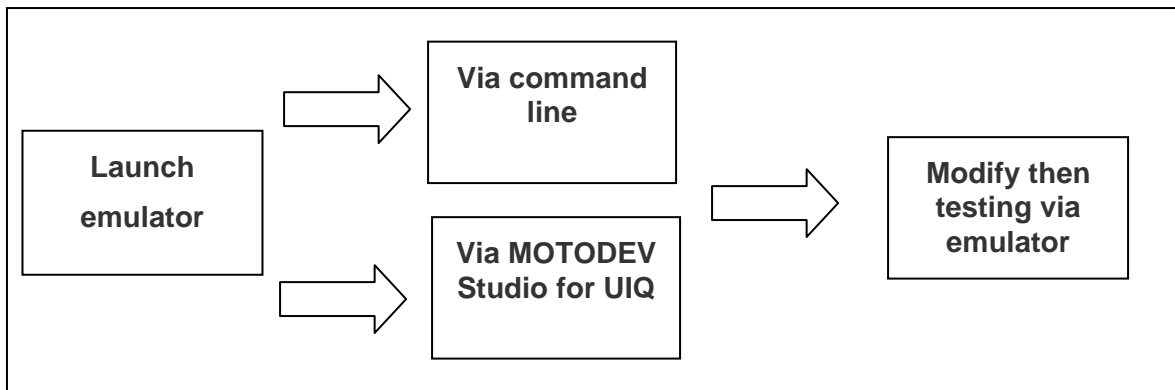 Launch
emulator
Via command
line
Via MOTODEV
Studio for UIQ
Modify then
testing via
emulator